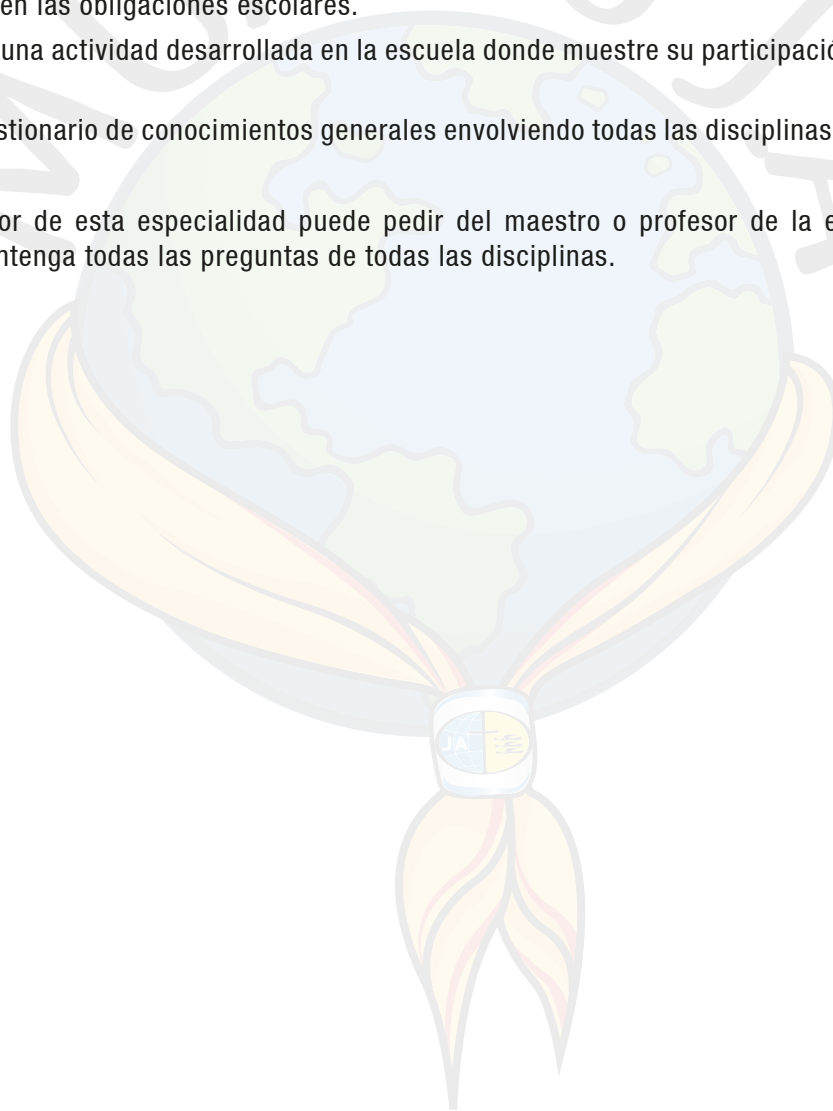 en las obligaciones escolares.
una actividad desarrollada en la escuela donde muestre su participació
stionario de conocimientos generales envolviendo todas las disciplinas
or de esta especialidad puede pedir del maestro o profesor de la e
ntenga todas las preguntas de todas las disciplinas.
JA